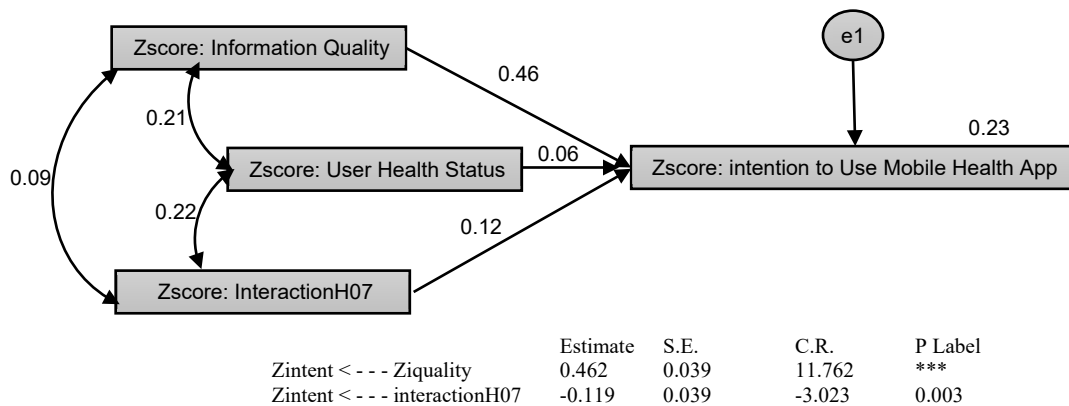 e1
Zscore: Information Quality
0.46
0.23
0.21
Zscore: User Health Status
0.06
Zscore: intention to Use Mobile Health App
0.09
0.22
0.12
Zscore: InteractionH07
Estimate S.E. C.R. P Label
Zintent < - - - Ziquality 0.462 0.039 11.762 ***
Zintent < - - - interactionH07 -0.119 0.039 -3.023 0.003